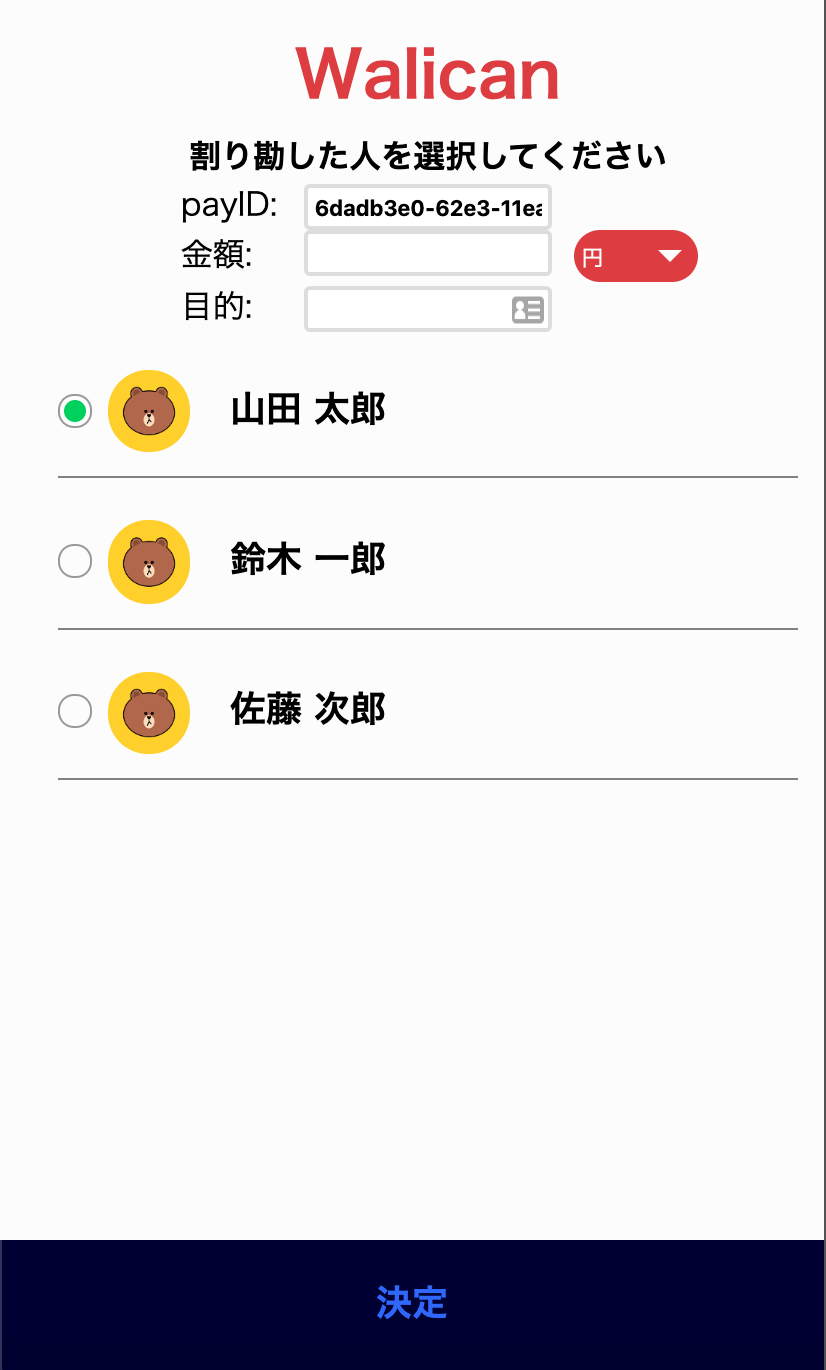 Walican
割り勘した人を選択してください
payID: 6dadb3e0-62e3-11ea
金額: 円
目的:
山田 太郎
鈴木 一郎
佐藤 次郎
決定